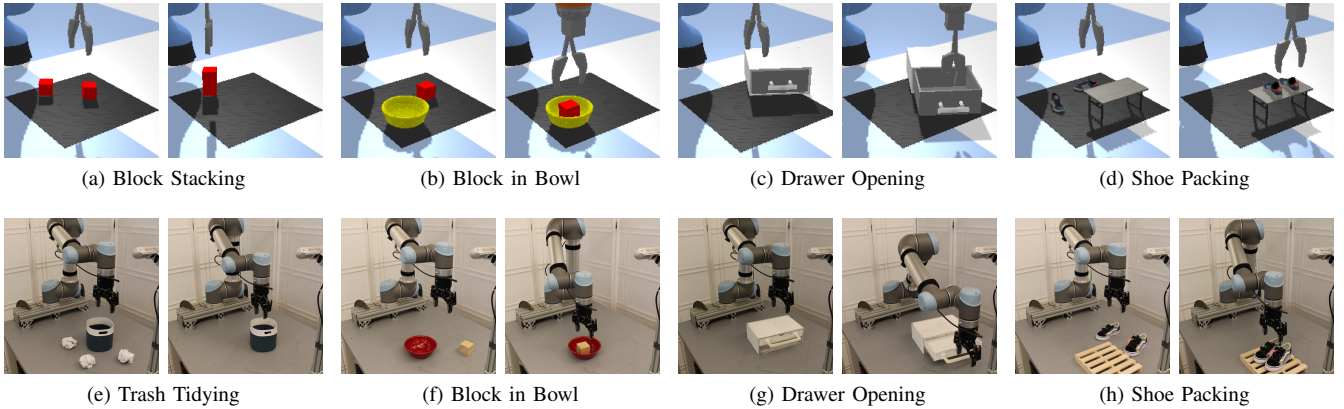 (a) Block Stacking
(b) Block in Bowl
(c) Drawer Opening
(d) Shoe Packing
(e) Trash Tidying
(f) Block in Bowl
(g) Drawer Opening
(h) Shoe Packing